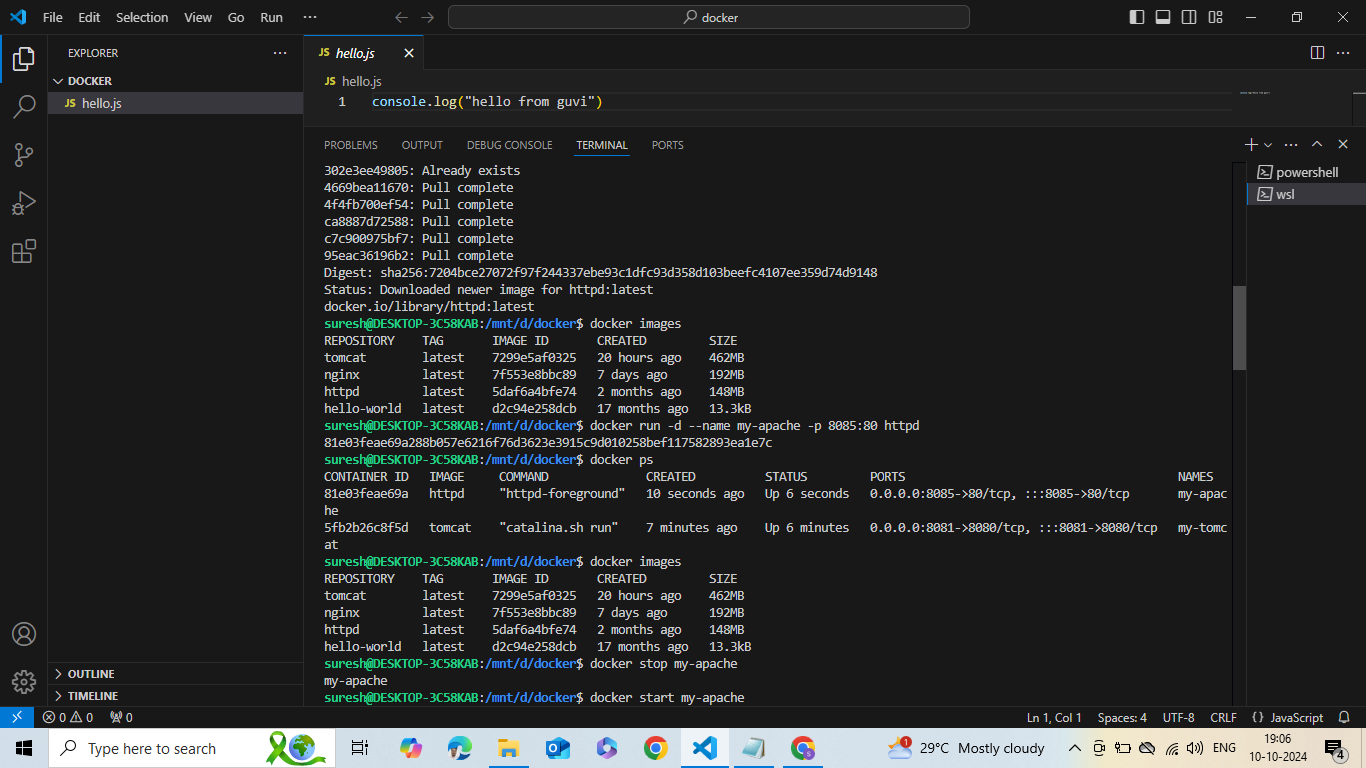 File Edit Selection View Go Run ···
docker
EXPLORER ···
DOCKER
JS hello.js
OUTLINE
TIMELINE
JS hello.js
JS hello.js
1 console.log("hello from guvi")
PROBLEMS OUTPUT DEBUG CONSOLE TERMINAL PORTS
powershell
wsl
302e3ee49805: Already exists
4669bea11670: Pull complete
4f4fb700ef54: Pull complete
ca8887d72588: Pull complete
c7c900975bf7: Pull complete
95eac36196b2: Pull complete
Digest: sha256:7204bce27072f97f244337ebe93c1dfc93d358d103beefc4107ee359d74d9148
Status: Downloaded newer image for httpd:latest
docker.io/library/httpd:latest
suresh@DESKTOP-3C58KAB:/mnt/d/docker$ docker images
REPOSITORY TAG IMAGE ID CREATED SIZE
tomcat latest 7299e5af0325 20 hours ago 462MB
nginx latest 7f553e8bbc89 7 days ago 192MB
httpd latest 5daf6a4bfe74 2 months ago 148MB
hello-world latest d2c94e258dcb 17 months ago 13.3kB
suresh@DESKTOP-3C58KAB:/mnt/d/docker$ docker run -d --name my-apache -p 8085:80 httpd
81e03feae69a288b057e6216f76d3623e3915c9d010258bef117582893ea1e7c
suresh@DESKTOP-3C58KAB:/mnt/d/docker$ docker ps
CONTAINER ID IMAGE COMMAND CREATED STATUS PORTS NAMES
81e03feae69a httpd "httpd-foreground" 10 seconds ago Up 6 seconds 0.0.0.0:8085->80/tcp, :::8085->80/tcp my-apac
he
5fb2b26c8f5d tomcat "catalina.sh run" 7 minutes ago Up 6 minutes 0.0.0.0:8081->8080/tcp, :::8081->8080/tcp my-tomc
at
suresh@DESKTOP-3C58KAB:/mnt/d/docker$ docker images
REPOSITORY TAG IMAGE ID CREATED SIZE
tomcat latest 7299e5af0325 20 hours ago 462MB
nginx latest 7f553e8bbc89 7 days ago 192MB
httpd latest 5daf6a4bfe74 2 months ago 148MB
hello-world latest d2c94e258dcb 17 months ago 13.3kB
suresh@DESKTOP-3C58KAB:/mnt/d/docker$ docker stop my-apache
my-apache
suresh@DESKTOP-3C58KAB:/mnt/d/docker$ docker start my-apache
0 0 0 Ln 1, Col 1 Spaces: 4 UTF-8 CRLF {} JavaScript
Type here to search
1 29°C Mostly cloudy ENG
19:06
10-10-2024
4